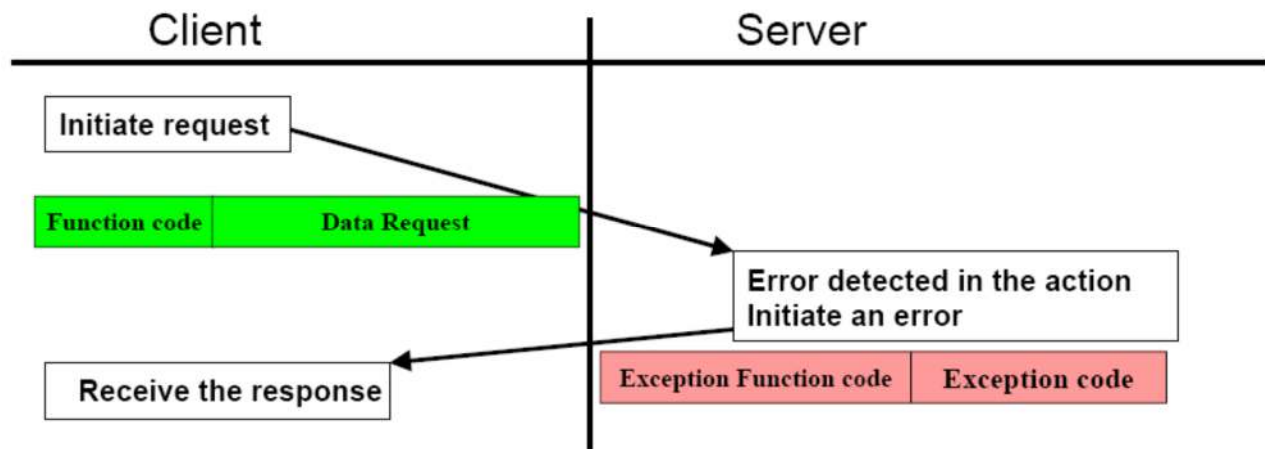 Client
Server
Initiate request
Function code
Data Request
Error detected in the action
Initiate an error
Receive the response
Exception Function code
Exception code